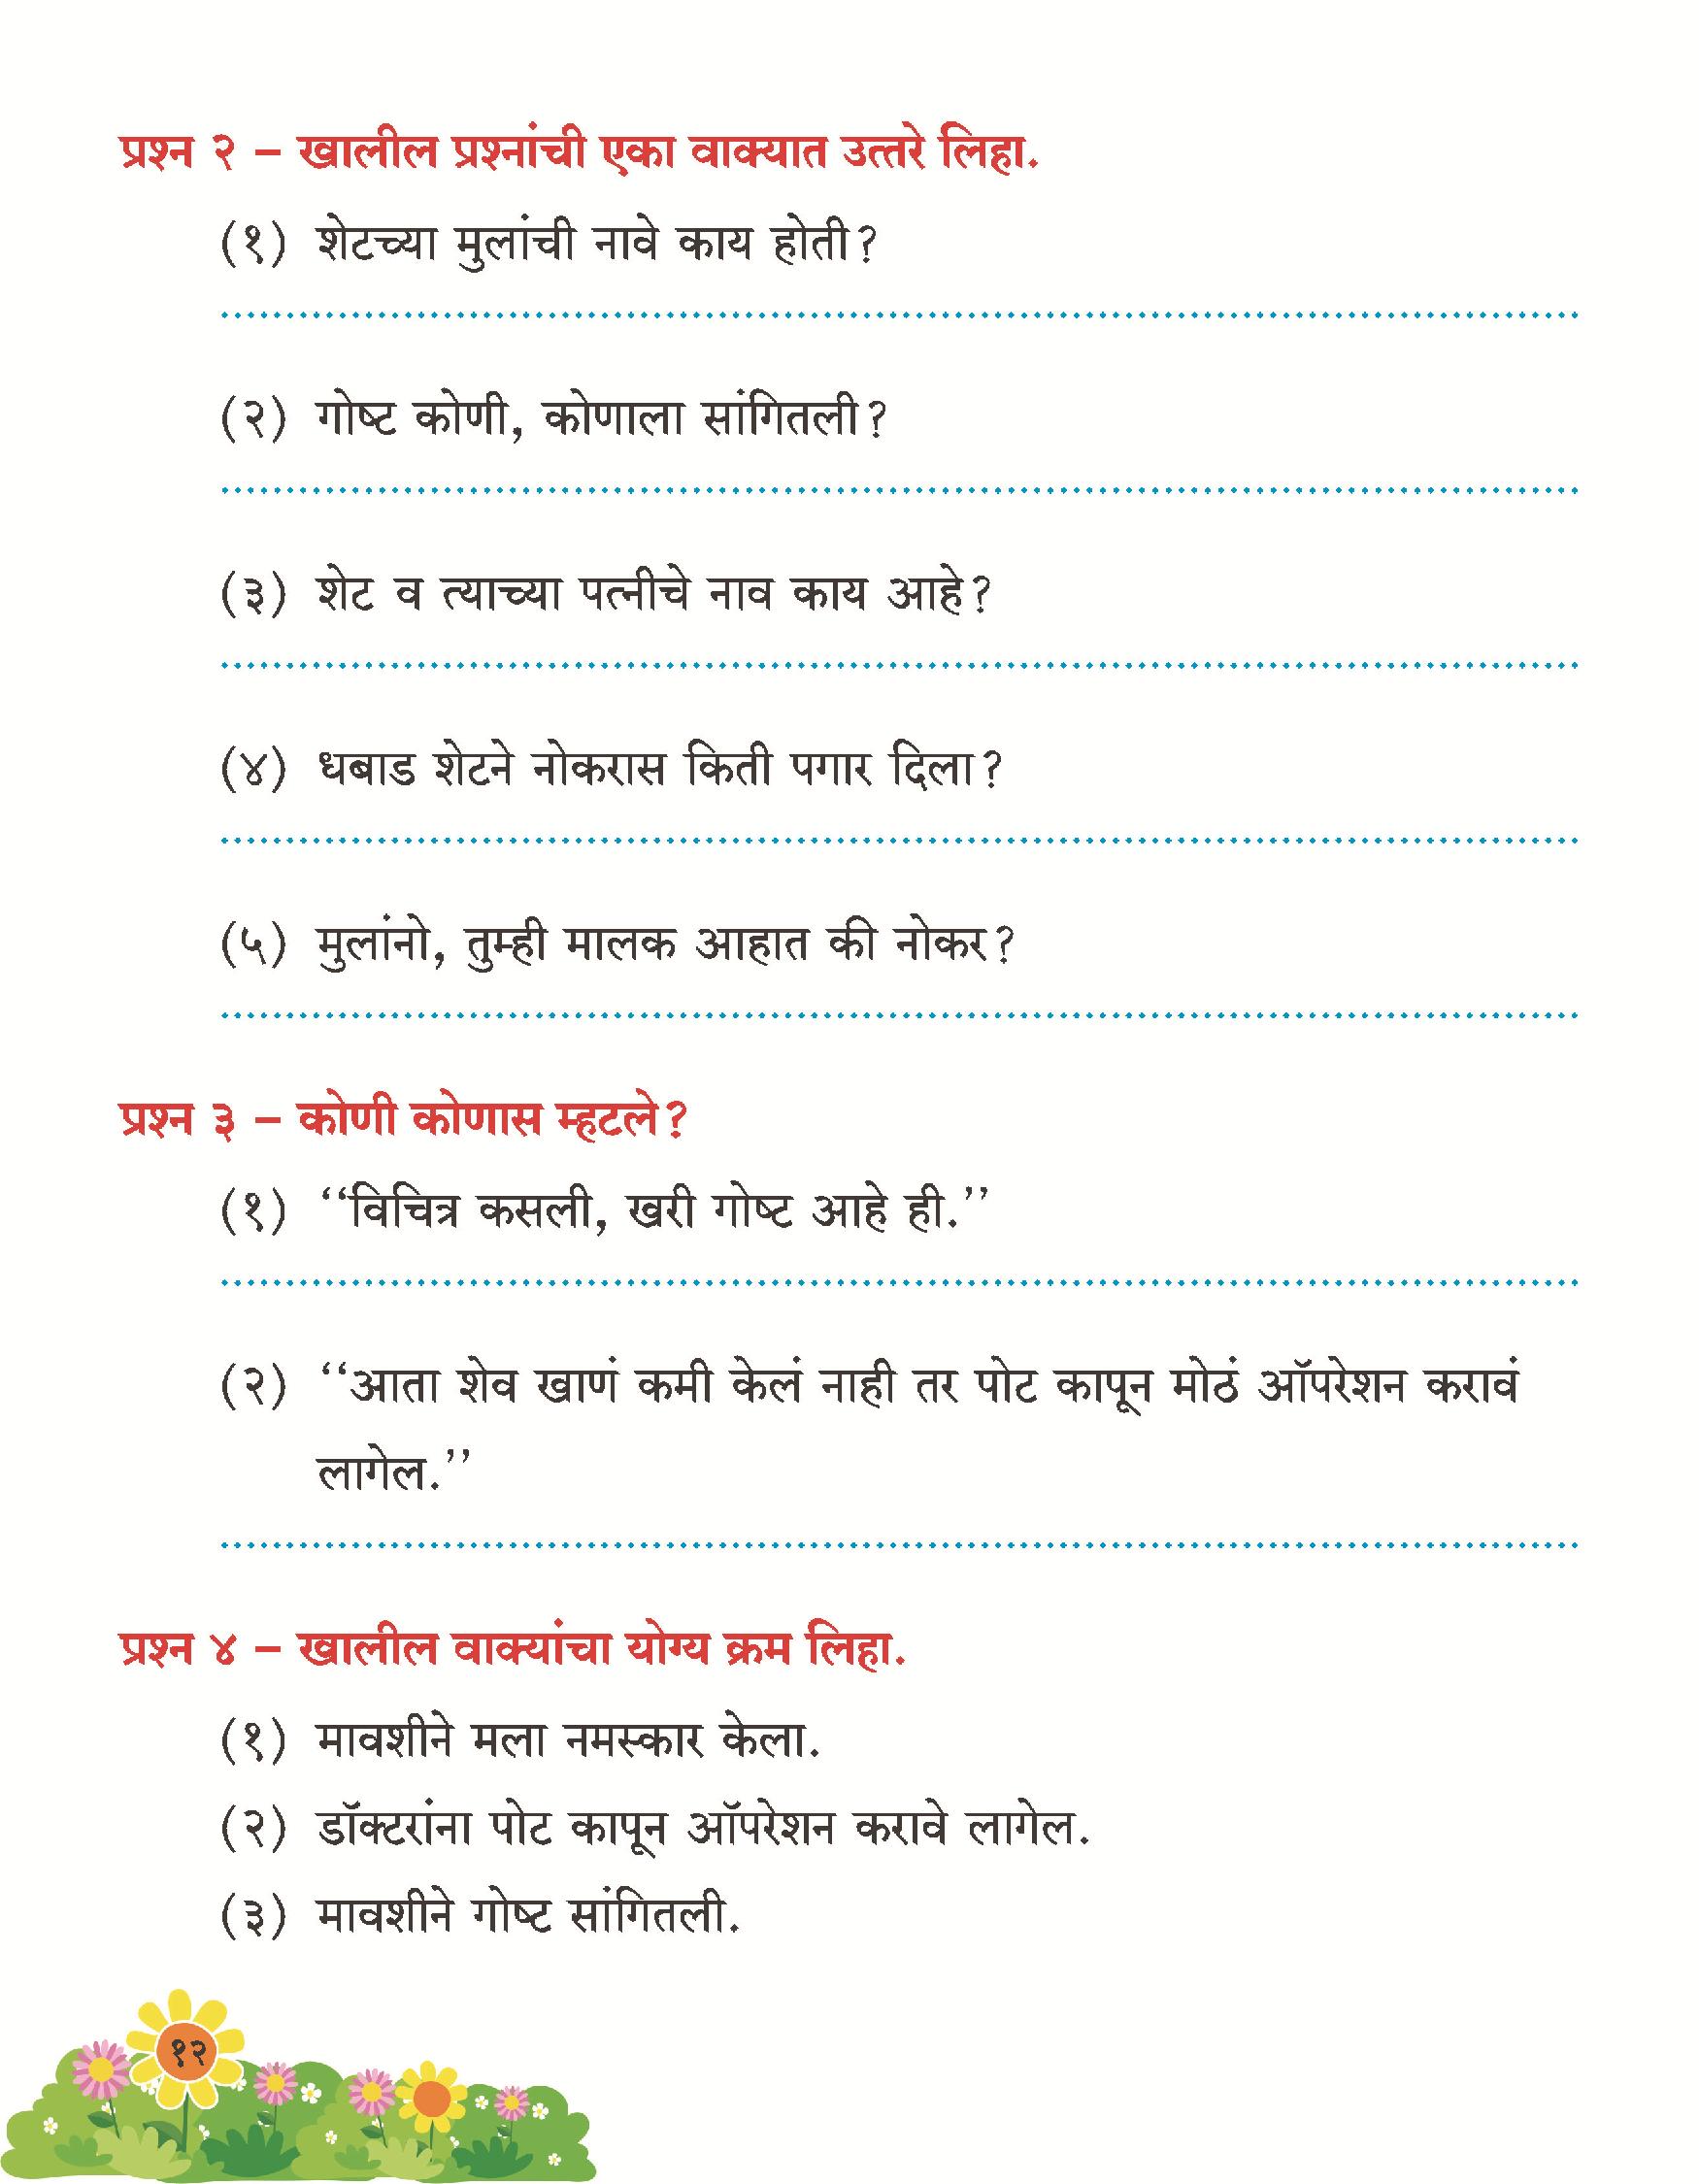 प्रश्न २ – खालील प्रश्नांची एका वाक्यात उत्तरे लिहा.
(१) शेटच्या मुलांची नावे काय होती?
(२) गोष्ट कोणी, कोणाला सांगितली?
(३) शेट व त्याच्या पत्नीचे नाव काय आहे?
(४) धबाड शेटने नोकरास किती पगार दिला?
(५) मुलांनो, तुम्ही मालक आहात की नोकर?
प्रश्न ३ – कोणी कोणास म्हटले?
(१) ‘‘विचित्र कसली, खरी गोष्ट आहे ही.’’
(२) ‘‘आता शेव खाणं कमी केलं नाही तर पोट कापून मोठं ऑपरेशन करावं
लागेल.’’
प्रश्न ४ – खालील वाक्यांचा योग्य क्रम लिहा.
(१) मावशीने मला नमस्कार केला.
(२) डॉक्टरांना पोट कापून ऑपरेशन करावे लागेल.
(३) मावशीने गोष्ट सांगितली.
१२